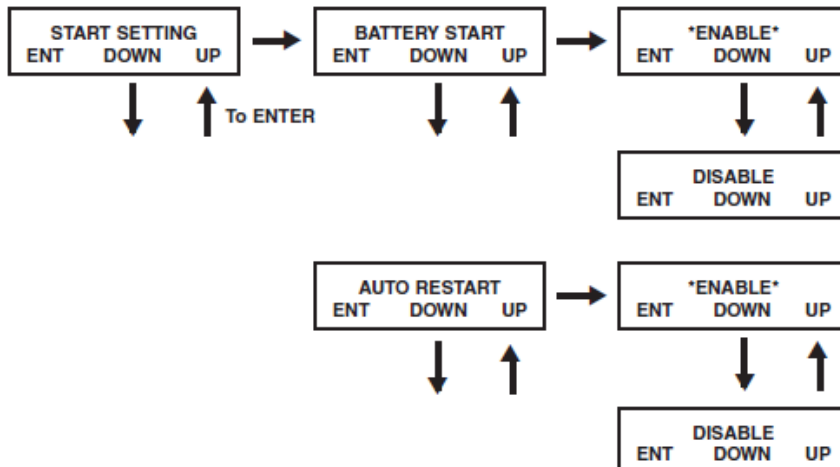 START SETTING
ENT DOWN UP
BATTERY START
ENT DOWN UP
*ENABLE*
ENT DOWN UP
To ENTER
DISABLE
ENT DOWN UP
AUTO RESTART
ENT DOWN UP
*ENABLE*
ENT DOWN UP
DISABLE
ENT DOWN UP